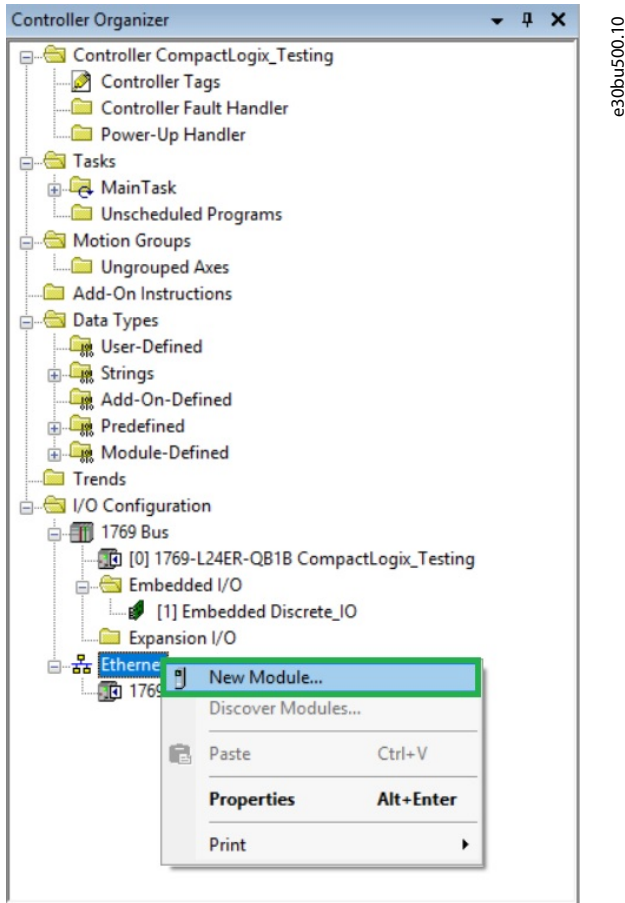 Controller Organizer
Controller CompactLogix_Testing
Controller Tags
Controller Fault Handler
Power-Up Handler
Tasks
MainTask
Unscheduled Programs
Motion Groups
Ungrouped Axes
Add-On Instructions
Data Types
User-Defined
Strings
Add-On-Defined
Predefined
Module-Defined
Trends
I/O Configuration
1769 Bus
[0] 1769-L24ER-QB1B CompactLogix_Testing
Embedded I/O
[1] Embedded Discrete_IO
Expansion I/O
Etherne
1769
New Module...
Discover Modules...
Paste Ctrl+V
Properties Alt+Enter
Print
e30bu500.10